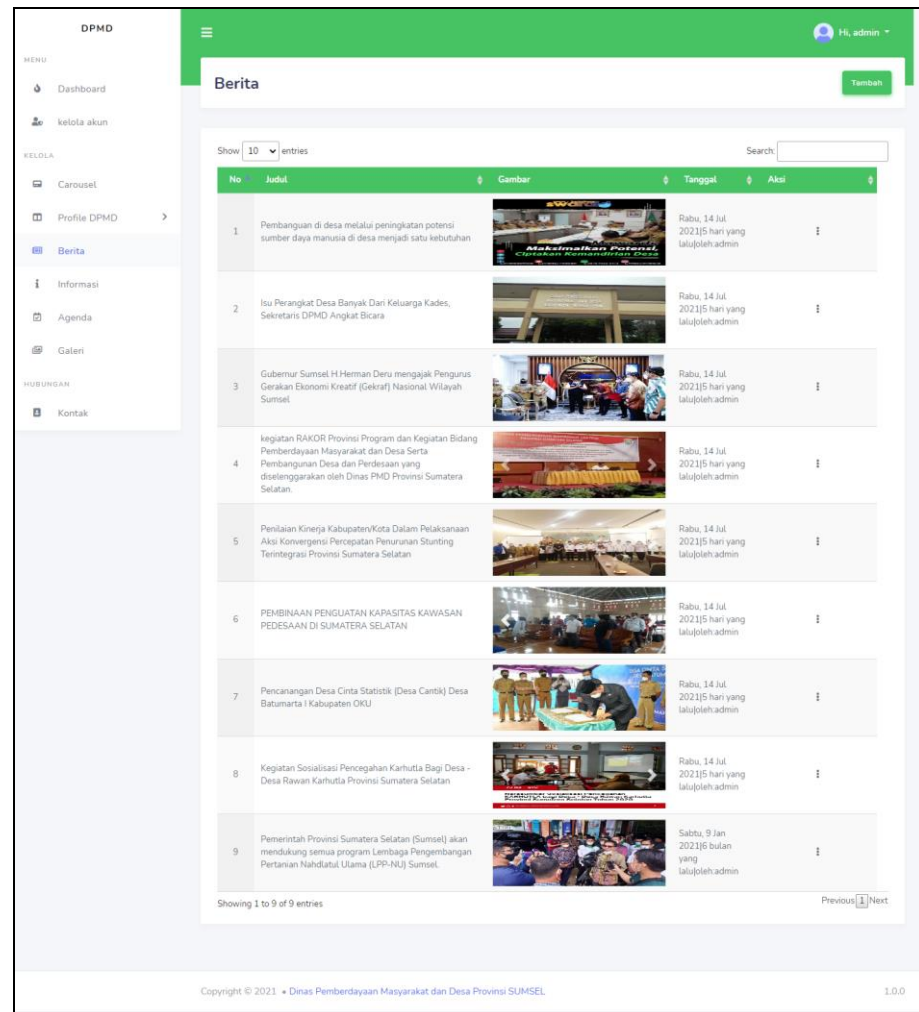 DPMD
Hi, admin
MENU
Dashboard
kelola akun
KELOLA
Carousel
Profile DPMD
Berita
Informasi
Agenda
Galeri
HUBUNGAN
Kontak
Berita
Tambah
Show 10 entries
Search:
No Judul Gambar Tanggal Aksi
1
Pembanguan di desa melalui peningkatan potensi
sumber daya manusia di desa menjadi satu kebutuhan
Maksimalkan Potensi,
Ciptakan Kemandirian Desa
Rabu, 14 Jul
2021|5 hari yang
lalu|oleh:admin
2
Isu Perangkat Desa Banyak Dari Keluarga Kades,
Sekretaris DPMD Angkat Bicara
Rabu, 14 Jul
2021|5 hari yang
lalu|oleh:admin
3
Gubernur Sumsel H.Herman Deru mengajak Pengurus
Gerakan Ekonomi Kreatif (Gekraf) Nasional Wilayah
Sumsel
Rabu, 14 Jul
2021|5 hari yang
lalu|oleh:admin
4
kegiatan RAKOR Provinsi Program dan Kegiatan Bidang
Pemberdayaan Masyarakat dan Desa Serta
Pembangunan Desa dan Perdesaan yang
diselenggarakan oleh Dinas PMD Provinsi Sumatera
Selatan.
Rabu, 14 Jul
2021|5 hari yang
lalu|oleh:admin
5
Penilaian Kinerja Kabupaten/Kota Dalam Pelaksanaan
Aksi Konvergensi Percepatan Penurunan Stunting
Terintegrasi Provinsi Sumatera Selatan
Rabu, 14 Jul
2021|5 hari yang
lalu|oleh:admin
6
PEMBINAAN PENGUATAN KAPASITAS KAWASAN
PEDESAAN DI SUMATERA SELATAN
Rabu, 14 Jul
2021|5 hari yang
lalu|oleh:admin
7
Pencanangan Desa Cinta Statistik (Desa Cantik) Desa
Batumarta I Kabupaten OKU
Rabu, 14 Jul
2021|5 hari yang
lalu|oleh:admin
8
Kegiatan Sosialisasi Pencegahan Karhutla Bagi Desa -
Desa Rawan Karhutla Provinsi Sumatera Selatan
Rabu, 14 Jul
2021|5 hari yang
lalu|oleh:admin
9
Pemerintah Provinsi Sumatera Selatan (Sumsel) akan
mendukung semua program Lembaga Pengembangan
Pertanian Nahdlatul Ulama (LPP-NU) Sumsel.
Sabtu, 9 Jan
2021|6 bulan
yang
lalu|oleh:admin
Showing 1 to 9 of 9 entries
Previous 1 Next
Copyright © 2021 • Dinas Pemberdayaan Masyarakat dan Desa Provinsi SUMSEL
1.0.0